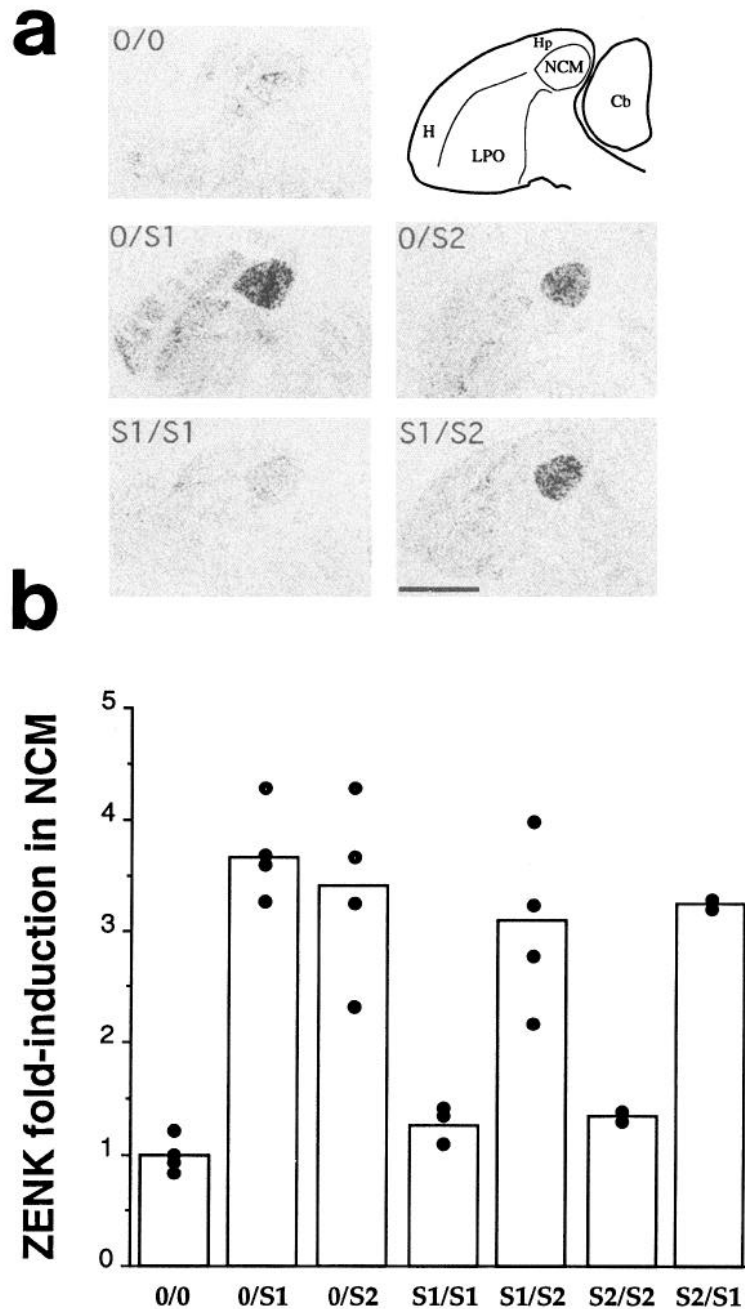 a
0/0
Hp
NCM
Cb
H
LPO
0/S1
0/S2
S1/S1
S1/S2
b
ZENK fold-induction in NCM
5
4
3
2
1
0
0/0 0/S1 0/S2 S1/S1 S1/S2 S2/S2 S2/S1